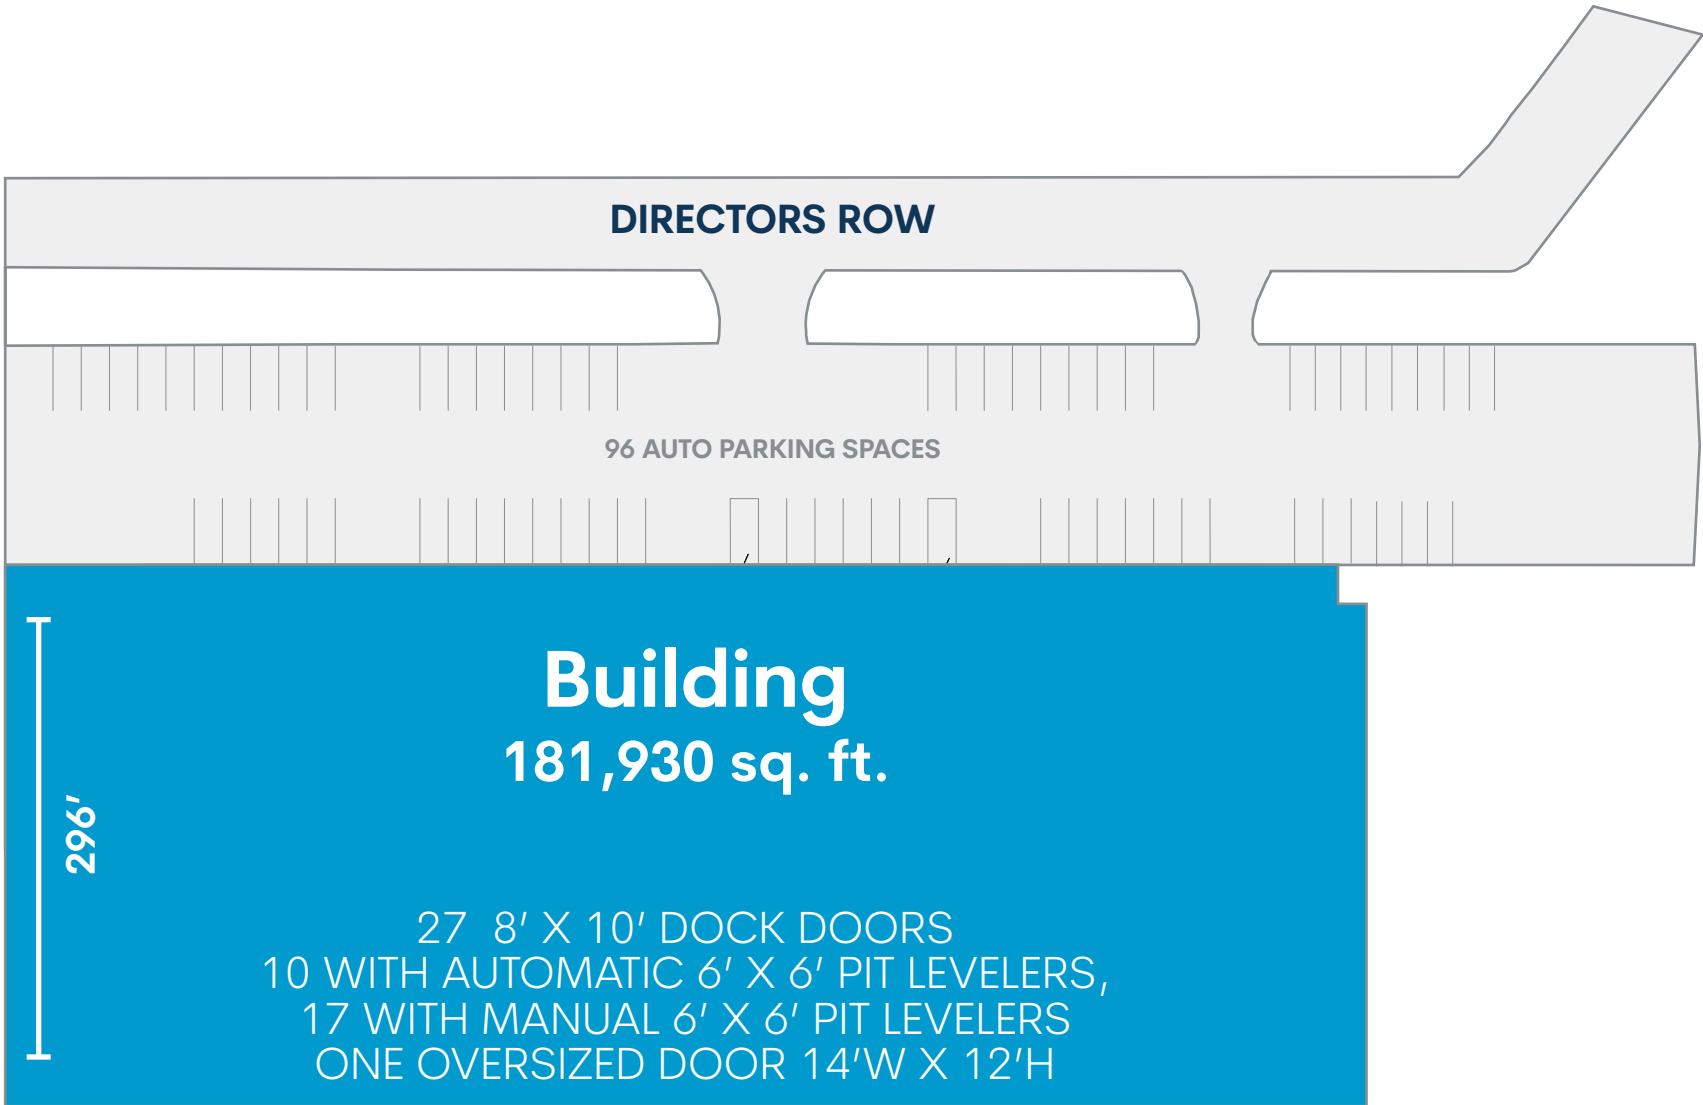 DIRECTORS ROW
96 AUTO PARKING SPACES
Building
181,930 sq. ft.
296'
27 8' X 10' DOCK DOORS
10 WITH AUTOMATIC 6' X 6' PIT LEVELERS,
17 WITH MANUAL 6' X 6' PIT LEVELERS
ONE OVERSIZED DOOR 14'W X 12'H